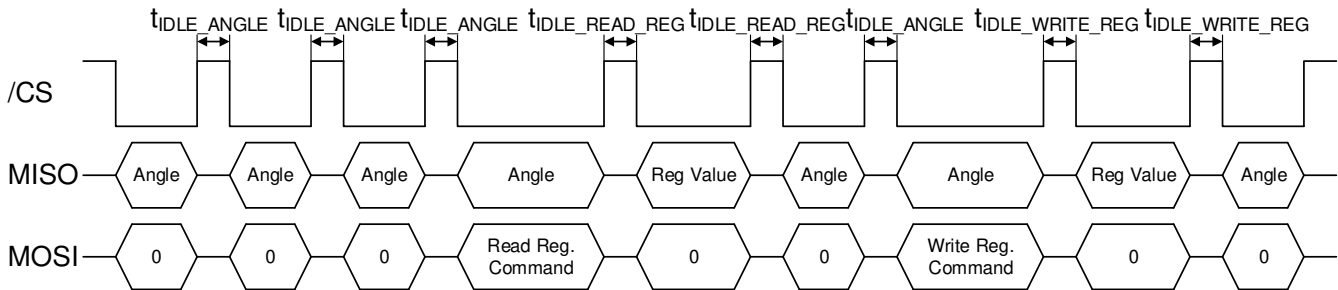 tIDLE_ANGLE tIDLE_ANGLE tIDLE_ANGLE tIDLE_READ_REG tIDLE_READ_REG tIDLE_ANGLE tIDLE_WRITE_REG tIDLE_WRITE_REG
/CS
MISO Angle Angle Angle Angle Reg Value Angle Angle Reg Value Angle
MOSI 0 0 0 Read Reg. Command 0 0 Write Reg. Command 0 0